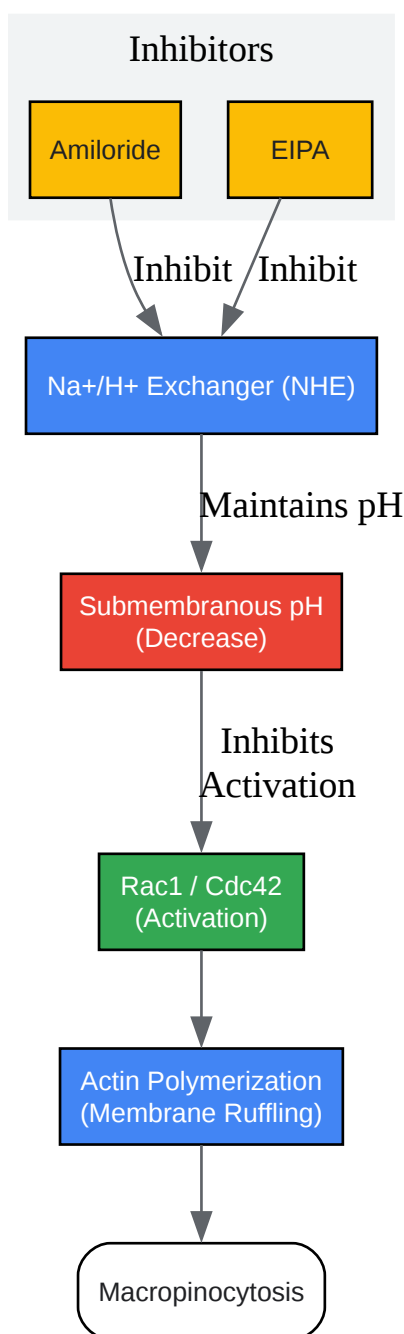 Inhibitors
Amiloride
EIPA
Inhibit
Inhibit
Na+/H+ Exchanger (NHE)
Maintains pH
Submembranous pH
(Decrease)
Inhibits
Activation
Rac1 / Cdc42
(Activation)
Actin Polymerization
(Membrane Ruffling)
Macropinocytosis